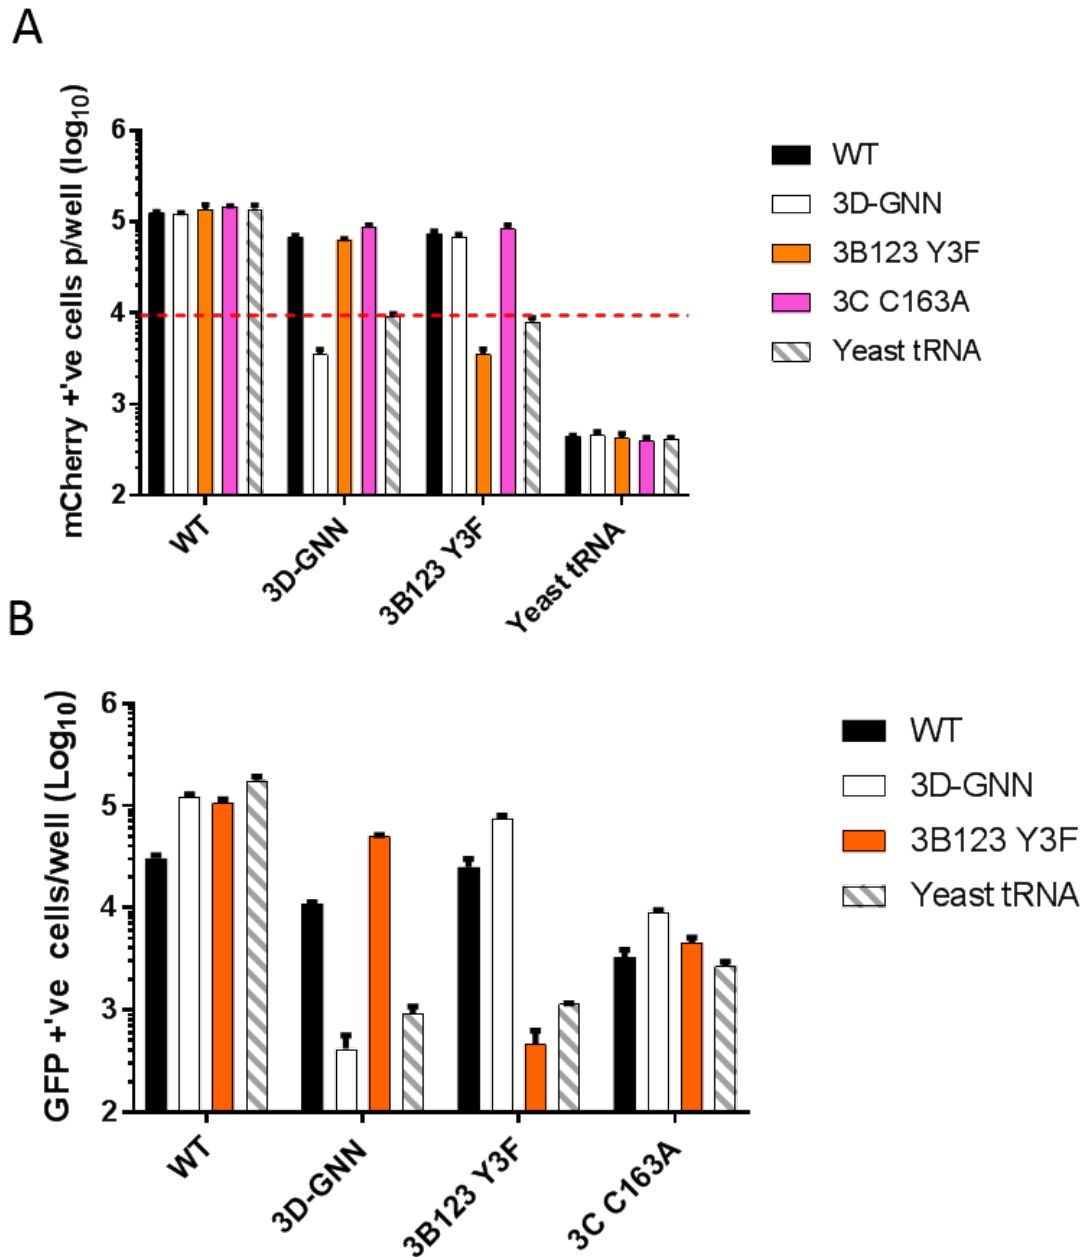 A
mCherry +'ve cells p/well (log10)
6
5
4
3
2
WT
3D-GNN
3B123 Y3F
Yeast tRNA
WT
3D-GNN
3B123 Y3F
3C C163A
Yeast tRNA
B
GFP +'ve cells/well (Log10)
6
5
4
3
2
WT
3D-GNN
3B123 Y3F
3C C163A
WT
3D-GNN
3B123 Y3F
Yeast tRNA